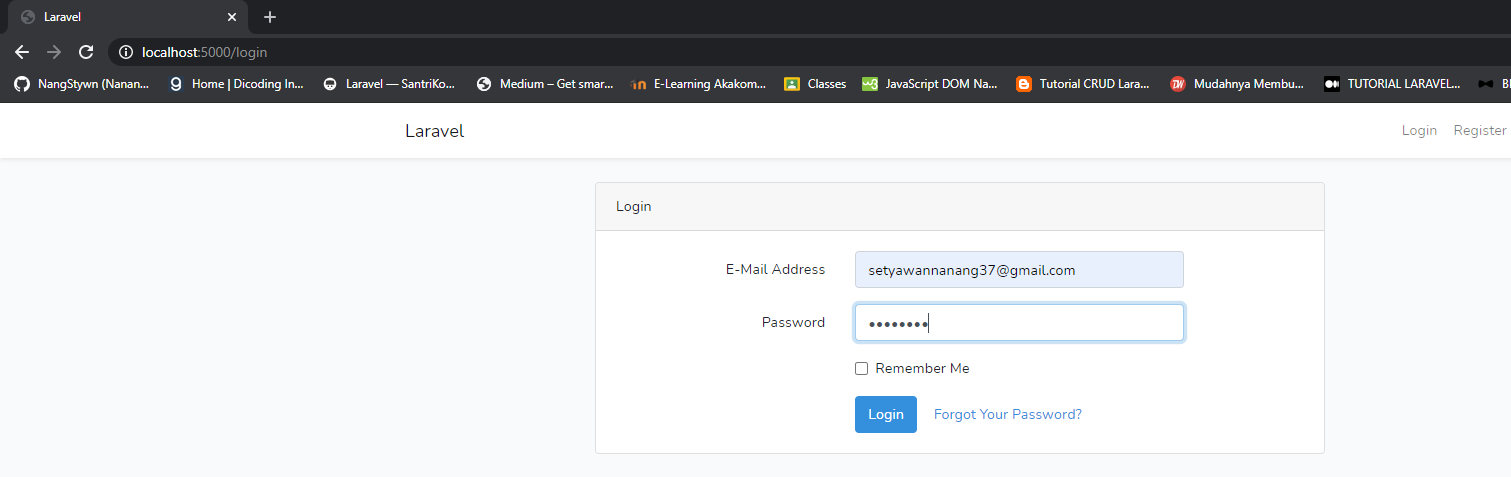 Laravel
localhost:5000/login
NangStywn (Nanan... Home | Dicoding In... Laravel — SantriKo... Medium – Get smar... E-Learning Akakom... Classes JavaScript DOM Na... Tutorial CRUD Lara... Mudahnya Membu... TUTORIAL LARAVEL...
Laravel Login Register
Login
E-Mail Address setyawannanang37@gmail.com
Password ••••••••
Remember Me
Login Forgot Your Password?